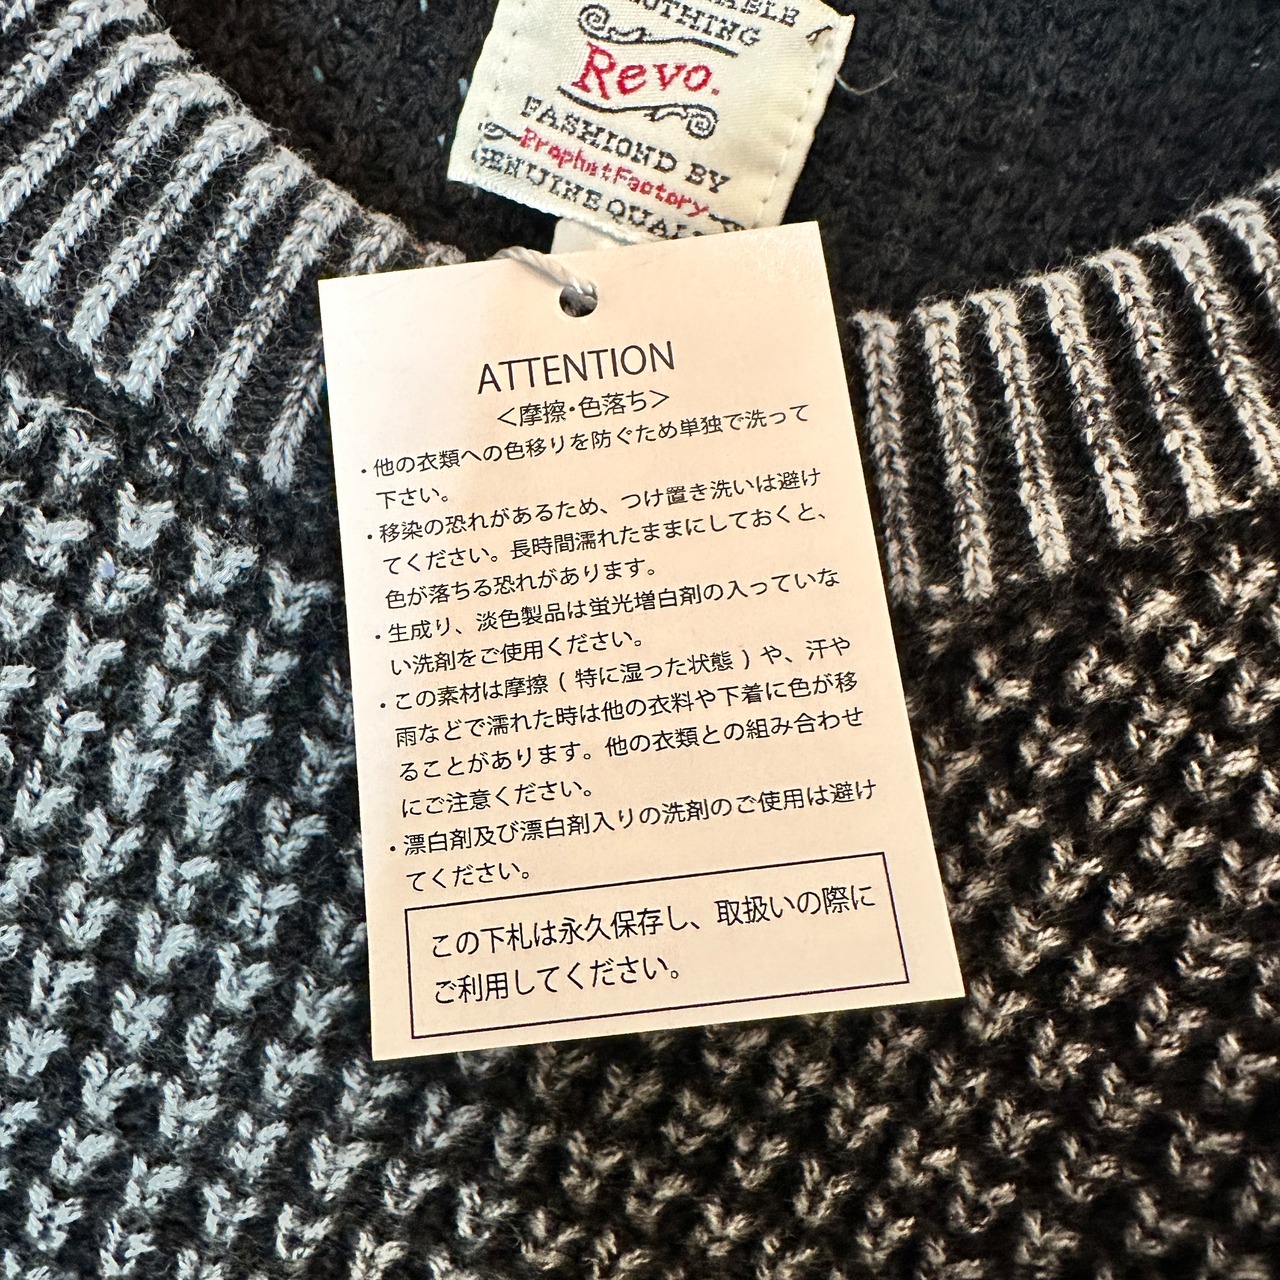 Revo.
FASHIOND BY
ProphetFactory
GENUINE
ATTENTION
＜摩擦・色落ち＞
・他の衣類への色移りを防ぐため単独で洗って
下さい。
・移染の恐れがあるため、つけ置き洗いは避け
てください。長時間濡れたままにしておくと、
色が落ちる恐れがあります。
・生成り、淡色製品は蛍光増白剤の入っていな
い洗剤をご使用ください。
・この素材は摩擦 ( 特に湿った状態 ) や、汗や
雨などで濡れた時は他の衣料や下着に色が移
ることがあります。他の衣類との組み合わせ
にご注意ください。
・漂白剤及び漂白剤入りの洗剤のご使用は避け
てください。
この下札は永久保存し、取扱いの際に
ご利用してください。